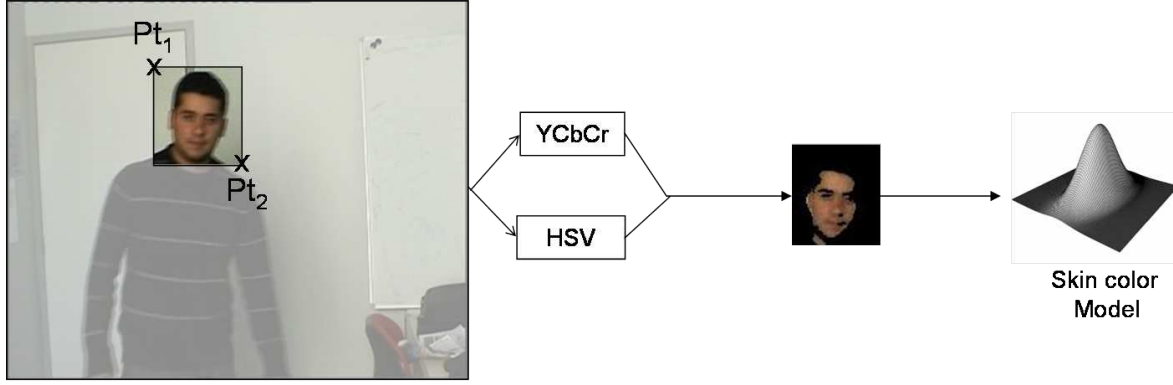 Pt1
Pt2
YCbCr
HSV
Skin color
Model